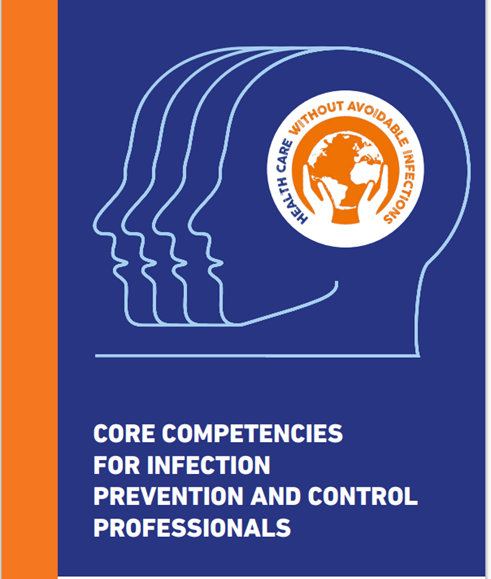 HEALTH CARE WITHOUT AVOIDABLE INFECTIONS
CORE COMPETENCIES
FOR INFECTION
PREVENTION AND CONTROL
PROFESSIONALS